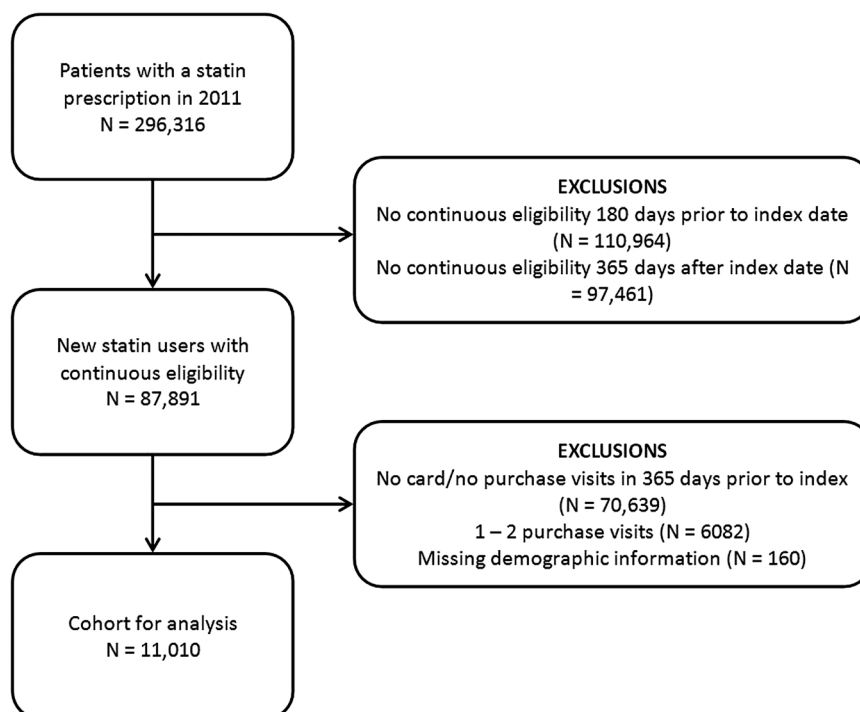 Patients with a statin
prescription in 2011
N = 296,316
EXCLUSIONS
No continuous eligibility 180 days prior to index date
(N = 110,964)
No continuous eligibility 365 days after index date (N
= 97,461)
New statin users with
continuous eligibility
N = 87,891
EXCLUSIONS
No card/no purchase visits in 365 days prior to index
(N = 70,639)
1 – 2 purchase visits (N = 6082)
Missing demographic information (N = 160)
Cohort for analysis
N = 11,010